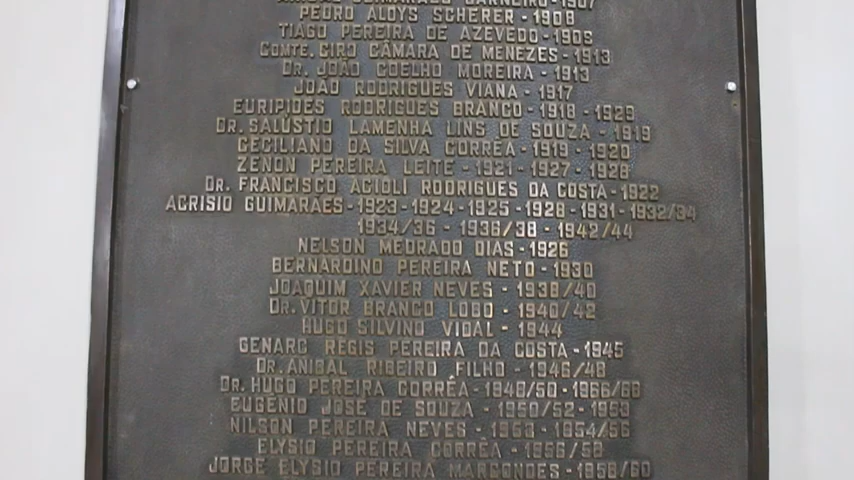 GUIMARÃES CARNEIRO-1907
PEDRO ALOYS SCHERER-1908
TIAGO PEREIRA DE AZEVEDO-1909
COMTE. CIRO CÂMARA DE MENEZES-1913
DR. JOÃO COELHO MOREIRA-1913
JOÃO RODRIGUES VIANA-1917
EURIPIDES RODRIGUES BRANCO-1918-1929
DR. SALUSTIO LAMENHA LINS DE SOUZA-1919
CECILIANO DA SILVA CORRÊA-1919-1920
ZENON PEREIRA LEITE-1921-1927-1928
DR. FRANCISCO ACIOLI RODRIGUES DA COSTA-1922
ACRISIO GUIMARÃES-1923-1924-1925-1928-1931-1932/34
1934/36-1936/38-1942/44
NELSON MEDRADO DIAS-1926
BERNARDINO PEREIRA NETO-1930
JOAQUIM XAVIER NEVES-1938/40
DR. VITOR BRANCO LOBO-1940/42
HUGO SILVINO VIDAL-1944
GENARO REGIS PEREIRA DA COSTA-1945
DR. ANIBAL RIBEIRO FILHO-1946/48
DR. HUGO PEREIRA CORRÊA-1948/50-1966/68
EUGENIO JOSÉ DE SOUZA-1950/52-1953
NILSON PEREIRA NEVES-1953-1954/56
ELYSIO PEREIRA CORRÊA-1956/58
JORGE ELYSIO PEREIRA MARCONDES-1958/60